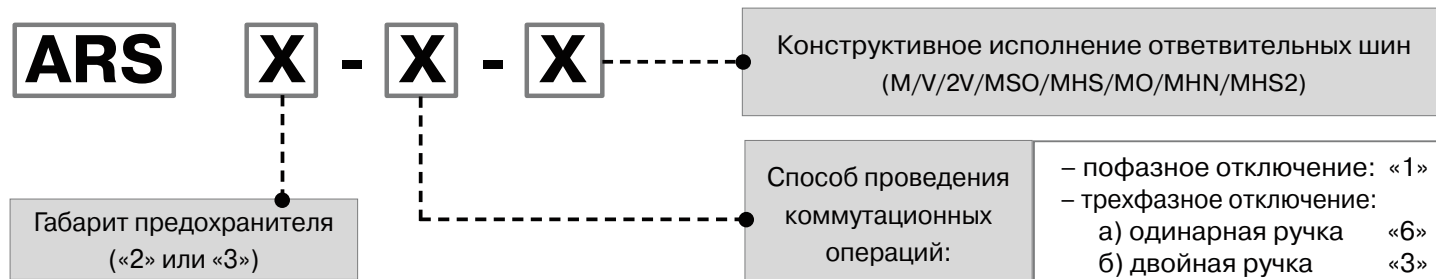 ARS X - X - X
Конструктивное исполнение ответвительных шин
(M/V/2V/MSO/MHS/MO/MHN/MHS2)
Габарит предохранителя
(«2» или «3»)
Способ проведения
коммутационных
операций:
– пофазное отключение: «1»
– трехфазное отключение:
а) одинарная ручка «6»
б) двойная ручка «3»